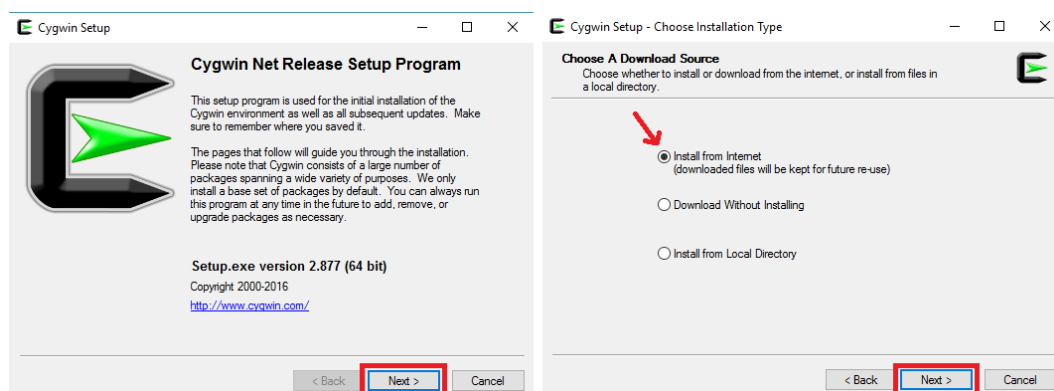 Cygwin Setup
Cygwin Net Release Setup Program
This setup program is used for the initial installation of the
Cygwin environment as well as all subsequent updates. Make
sure to remember where you saved it.
The pages that follow will guide you through the installation.
Please note that Cygwin consists of a large number of
packages spanning a wide variety of purposes. We only
install a base set of packages by default. You can always run
this program at any time in the future to add, remove, or
upgrade packages as necessary.
Setup.exe version 2.877 (64 bit)
Copyright 2000-2016
http://www.cygwin.com/
< Back
Next >
Cancel
Cygwin Setup - Choose Installation Type
Choose A Download Source
Choose whether to install or download from the internet, or install from files in
a local directory.
Install from Internet
(downloaded files will be kept for future re-use)
Download Without Installing
Install from Local Directory
< Back
Next >
Cancel